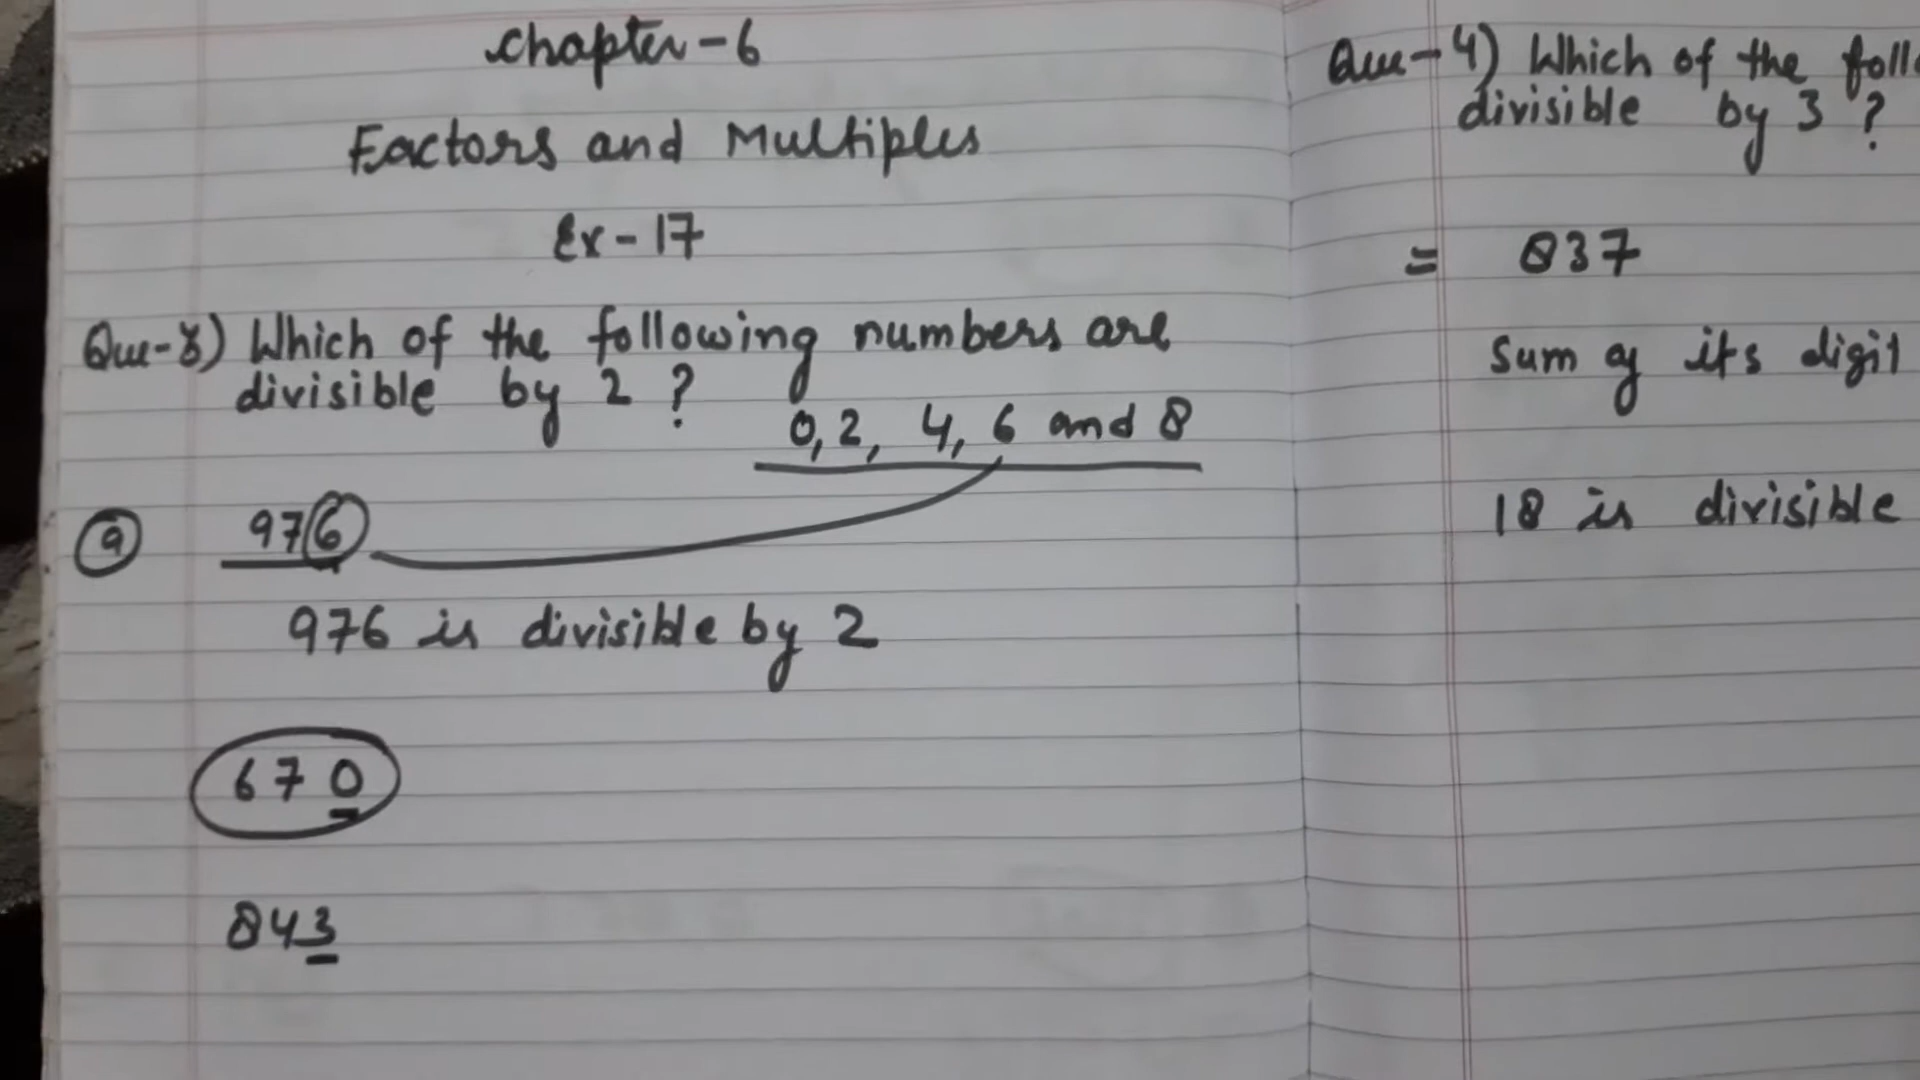 Chapter-6
Factors and Multiples
Ex-17
Que-3) Which of the following numbers are
divisible by 2 ?
0, 2, 4, 6 and 8
a 976
976 is divisible by 2
670
843
Que-4) Which of the
divisible by 3 ?
= 837
Sum of its digit
18 is divisible